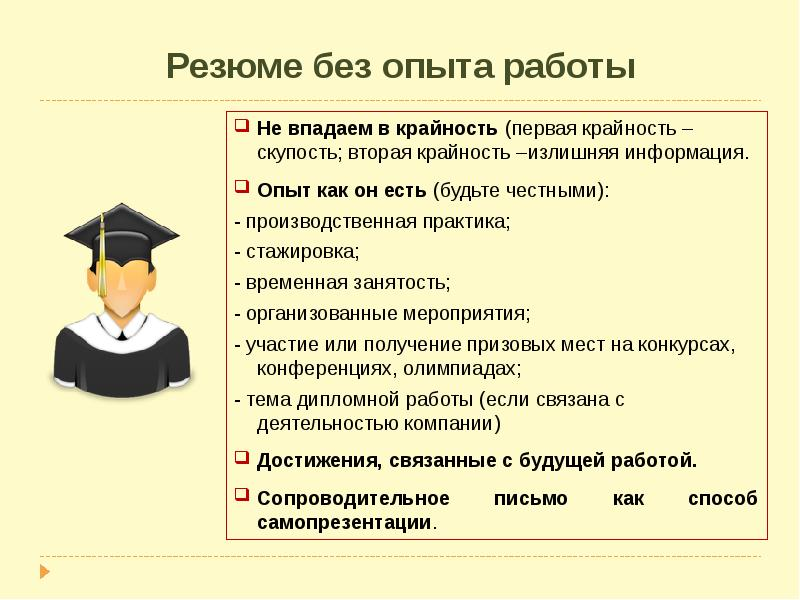 Резюме без опыта работы
Не впадаем в крайность (первая крайность –
скупость; вторая крайность –излишняя информация.
Опыт как он есть (будьте честными):
- производственная практика;
- стажировка;
- временная занятость;
- организованные мероприятия;
- участие или получение призовых мест на конкурсах,
конференциях, олимпиадах;
- тема дипломной работы (если связана с
деятельностью компании)
Достижения, связанные с будущей работой.
Сопроводительное письмо как способ
самопрезентации.